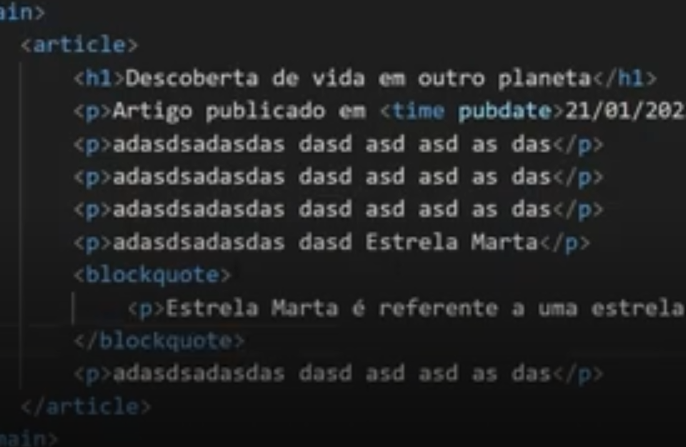 ain>
<article>
<h1>Descoberta de vida em outro planeta</h1>
<p>Artigo publicado em <time pubdate>21/01/202
<p>adasdsadasdas dasd asd asd as das</p>
<p>adasdsadasdas dasd asd asd as das</p>
<p>adasdsadasdas dasd asd asd as das</p>
<p>adasdsadasdas dasd Estrela Marta</p>
<blockquote>
<p>Estrela Marta é referente a uma estrela
</blockquote>
<p>adasdsadasdas dasd asd asd as das</p>
</article>
main>